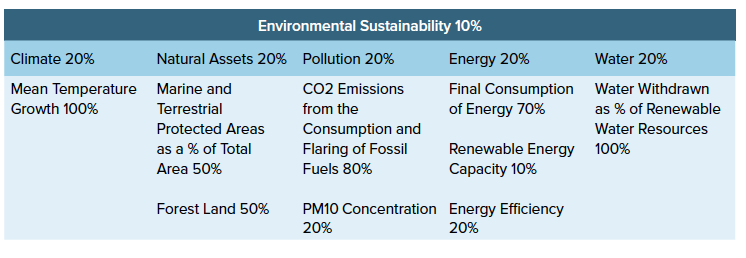 Environmental Sustainability 10%
Climate 20%
Natural Assets 20%
Pollution 20%
Energy 20%
Water 20%
Mean Temperature
Growth 100%
Marine and
Terrestrial
Protected Areas
as a % of Total
Area 50%
Forest Land 50%
CO2 Emissions
from the
Consumption and
Flaring of Fossil
Fuels 80%
PM10 Concentration
20%
Final Consumption
of Energy 70%
Renewable Energy
Capacity 10%
Energy Efficiency
20%
Water Withdrawn
as % of Renewable
Water Resources
100%